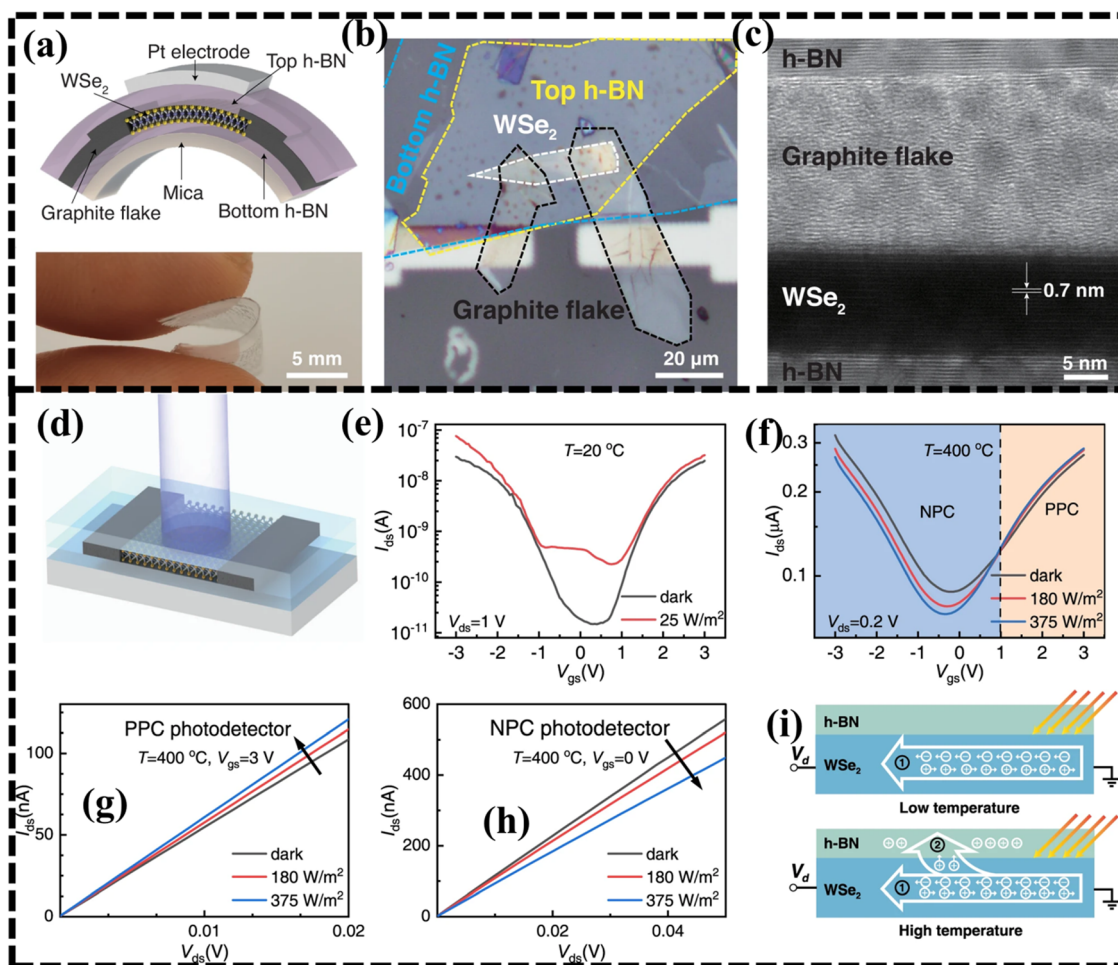 (a)
Pt electrode
WSe2
Top h-BN
Graphite flake
Mica
Bottom h-BN
5 mm
(b)
Bottom h-BN
Top h-BN
WSe2
Graphite flake
20 μm
(c)
h-BN
Graphite flake
WSe2
0.7 nm
h-BN
5 nm
(d)
(e)
T=20 °C
10-7
10-8
10-9
10-10
10-11
Ids(A)
dark
25 W/m2
Vds=1 V
-3 -2 -1 0 1 2 3
Vgs(V)
(f)
T=400 °C
0.3
0.2
0.1
Ids(μA)
NPC
PPC
dark
180 W/m2
375 W/m2
Vds=0.2 V
-3 -2 -1 0 1 2 3
Vgs(V)
PPC photodetector
T=400 °C, Vgs=3 V
(g)
100
50
0
Ids(nA)
dark
180 W/m2
375 W/m2
0.01 0.02
Vds(V)
NPC photodetector
T=400 °C, Vgs=0 V
(h)
600
400
200
0
Ids(nA)
dark
180 W/m2
375 W/m2
0.02 0.04
Vds(V)
(i)
h-BN
Vd
WSe2
①
Low temperature
h-BN
②
Vd
WSe2
①
High temperature